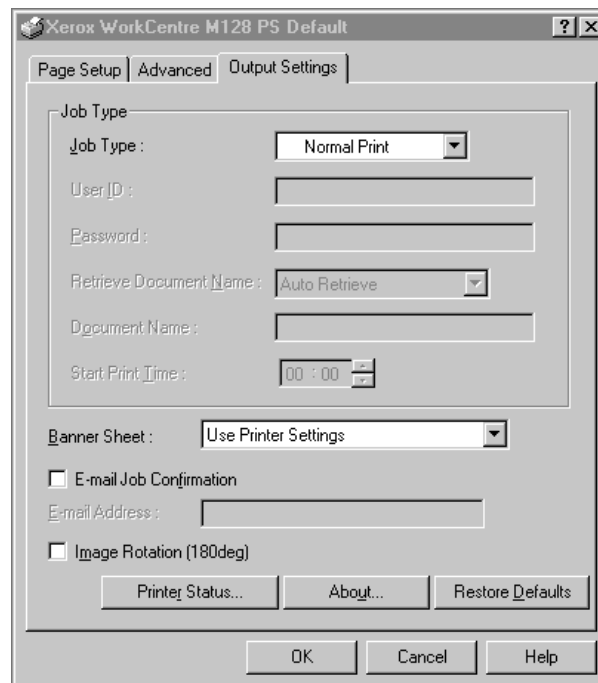 Xerox WorkCentre M128 PS Default
Page Setup Advanced Output Settings
Job Type
Job Type : Normal Print
User ID :
Password :
Retrieve Document Name : Auto Retrieve
Document Name :
Start Print Time : 00 : 00
Banner Sheet : Use Printer Settings
E-mail Job Confirmation
E-mail Address :
Image Rotation (180deg)
Printer Status... About... Restore Defaults
OK Cancel Help